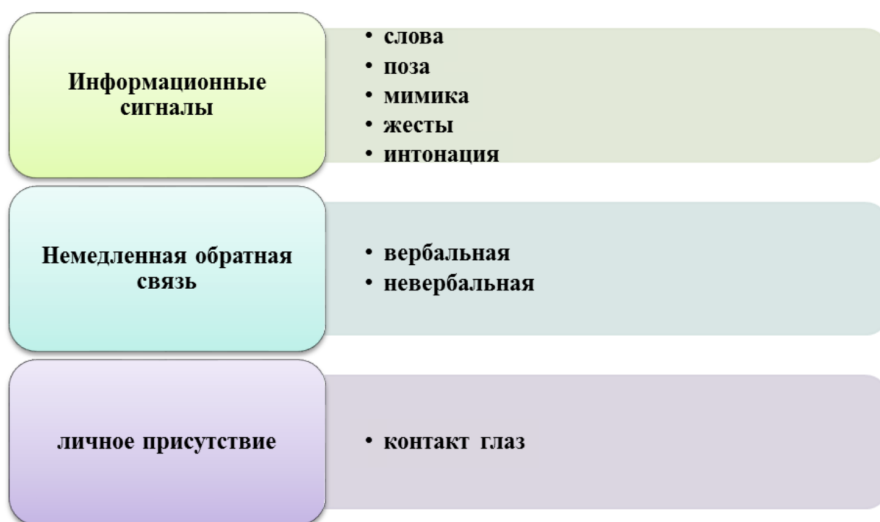 Информационные
сигналы
• слова
• поза
• мимика
• жесты
• интонация
Немедленная обратная
связь
• вербальная
• невербальная
личное присутствие
• контакт глаз